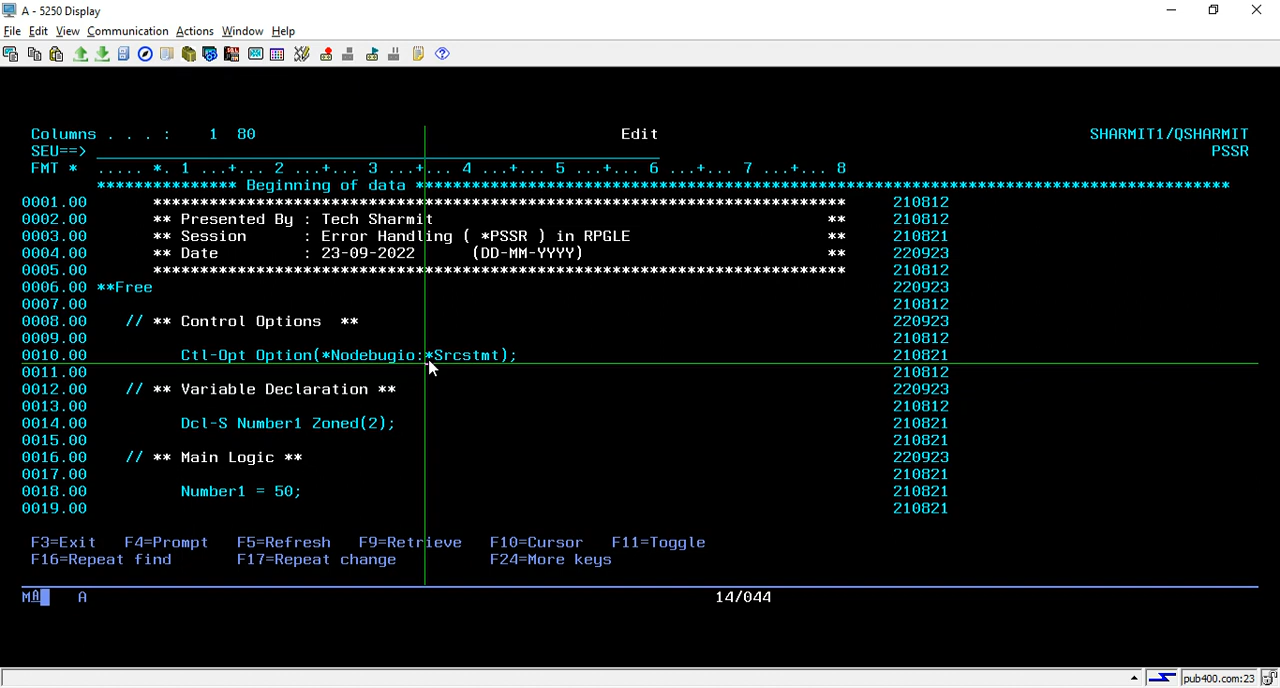 A - 5250 Display
File Edit View Communication Actions Window Help
Columns . . . : 1 80 Edit SHARMIT1/QSHARMIT
SEU==> PSSR
FMT * ..... *. 1 ...+... 2 ...+... 3 ...+... 4 ...+... 5 ...+... 6 ...+... 7 ...+... 8
*************** Beginning of data ***************************************************************************************
0001.00 ************************************************************************** 210812
0002.00 ** Presented By : Tech Sharmit ** 210812
0003.00 ** Session : Error Handling ( *PSSR ) in RPGLE ** 210821
0004.00 ** Date : 23-09-2022 (DD-MM-YYYY) ** 220923
0005.00 ************************************************************************** 210812
0006.00 **Free 220923
0007.00 210812
0008.00 // ** Control Options ** 220923
0009.00 210812
0010.00 Ctl-Opt Option(*Nodebugio:*Srcstmt); 210821
0011.00 210812
0012.00 // ** Variable Declaration ** 220923
0013.00 210812
0014.00 Dcl-S Number1 Zoned(2); 210821
0015.00 210821
0016.00 // ** Main Logic ** 220923
0017.00 210821
0018.00 Number1 = 50; 210821
0019.00 210821
F3=Exit F4=Prompt F5=Refresh F9=Retrieve F10=Cursor F11=Toggle
F16=Repeat find F17=Repeat change F24=More keys
MA A 14/044
pub400.com:23